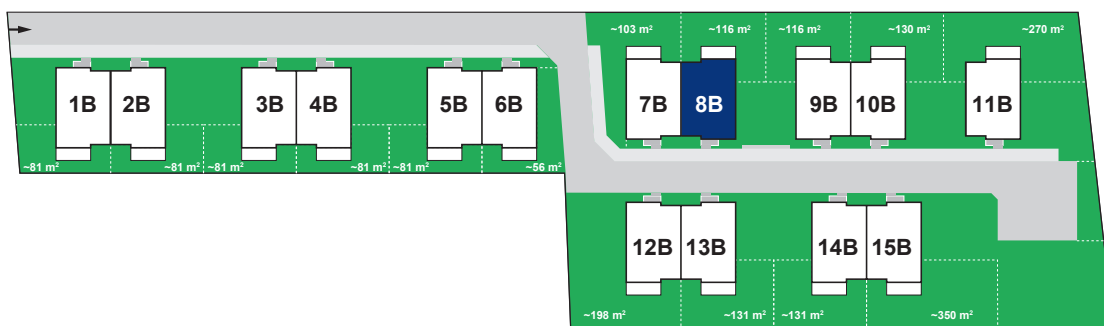 ~103 m²
~116 m²
~116 m²
~130 m²
~270 m²
1B
2B
3B
4B
5B
6B
7B
8B
9B
10B
11B
~81 m²
~81 m²
~81 m²
~81 m²
~81 m²
~56 m²
12B
13B
14B
15B
~198 m²
~131 m²
~131 m²
~350 m²